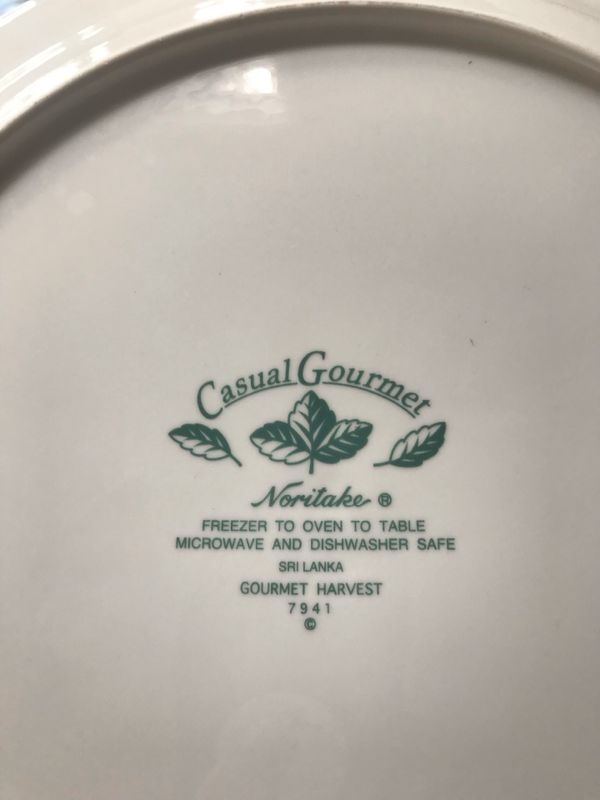 Casual Gourmet
Noritake ®
FREEZER TO OVEN TO TABLE
MICROWAVE AND DISHWASHER SAFE
SRI LANKA
GOURMET HARVEST
7941
©